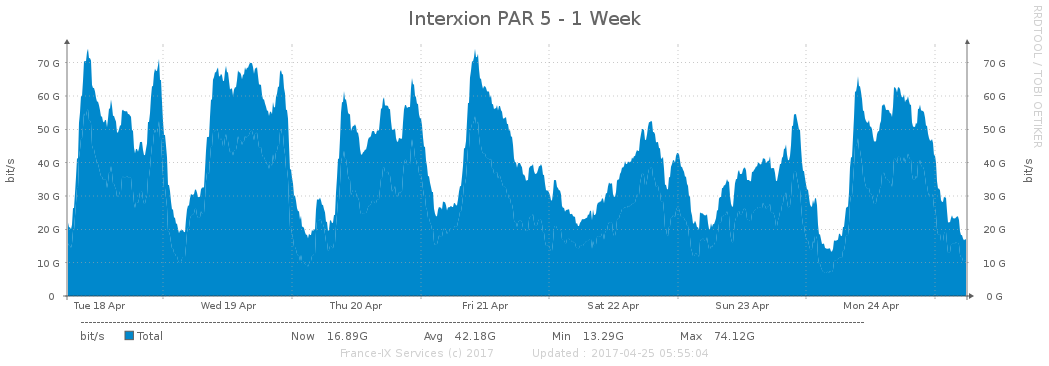 Interxion PAR 5 - 1 Week
RRDTOOL / TOBI OETIKER
bit/s
70 G 70 G
60 G 60 G
50 G 50 G
40 G 40 G
30 G 30 G
20 G 20 G
10 G 10 G
0 0 G
bit/s
Tue 18 Apr Wed 19 Apr Thu 20 Apr Fri 21 Apr Sat 22 Apr Sun 23 Apr Mon 24 Apr
bit/s Total Now 16.89G Avg 42.18G Min 13.29G Max 74.12G
France-IX Services (c) 2017 Updated : 2017-04-25 05:55:04